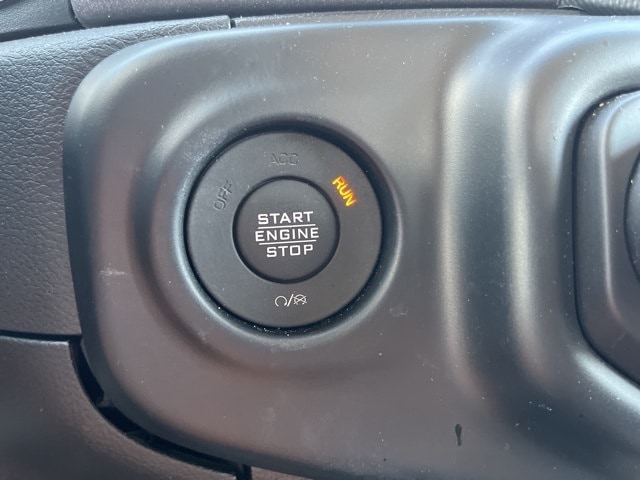 OFF
ACC
RUN
START
ENGINE
STOP